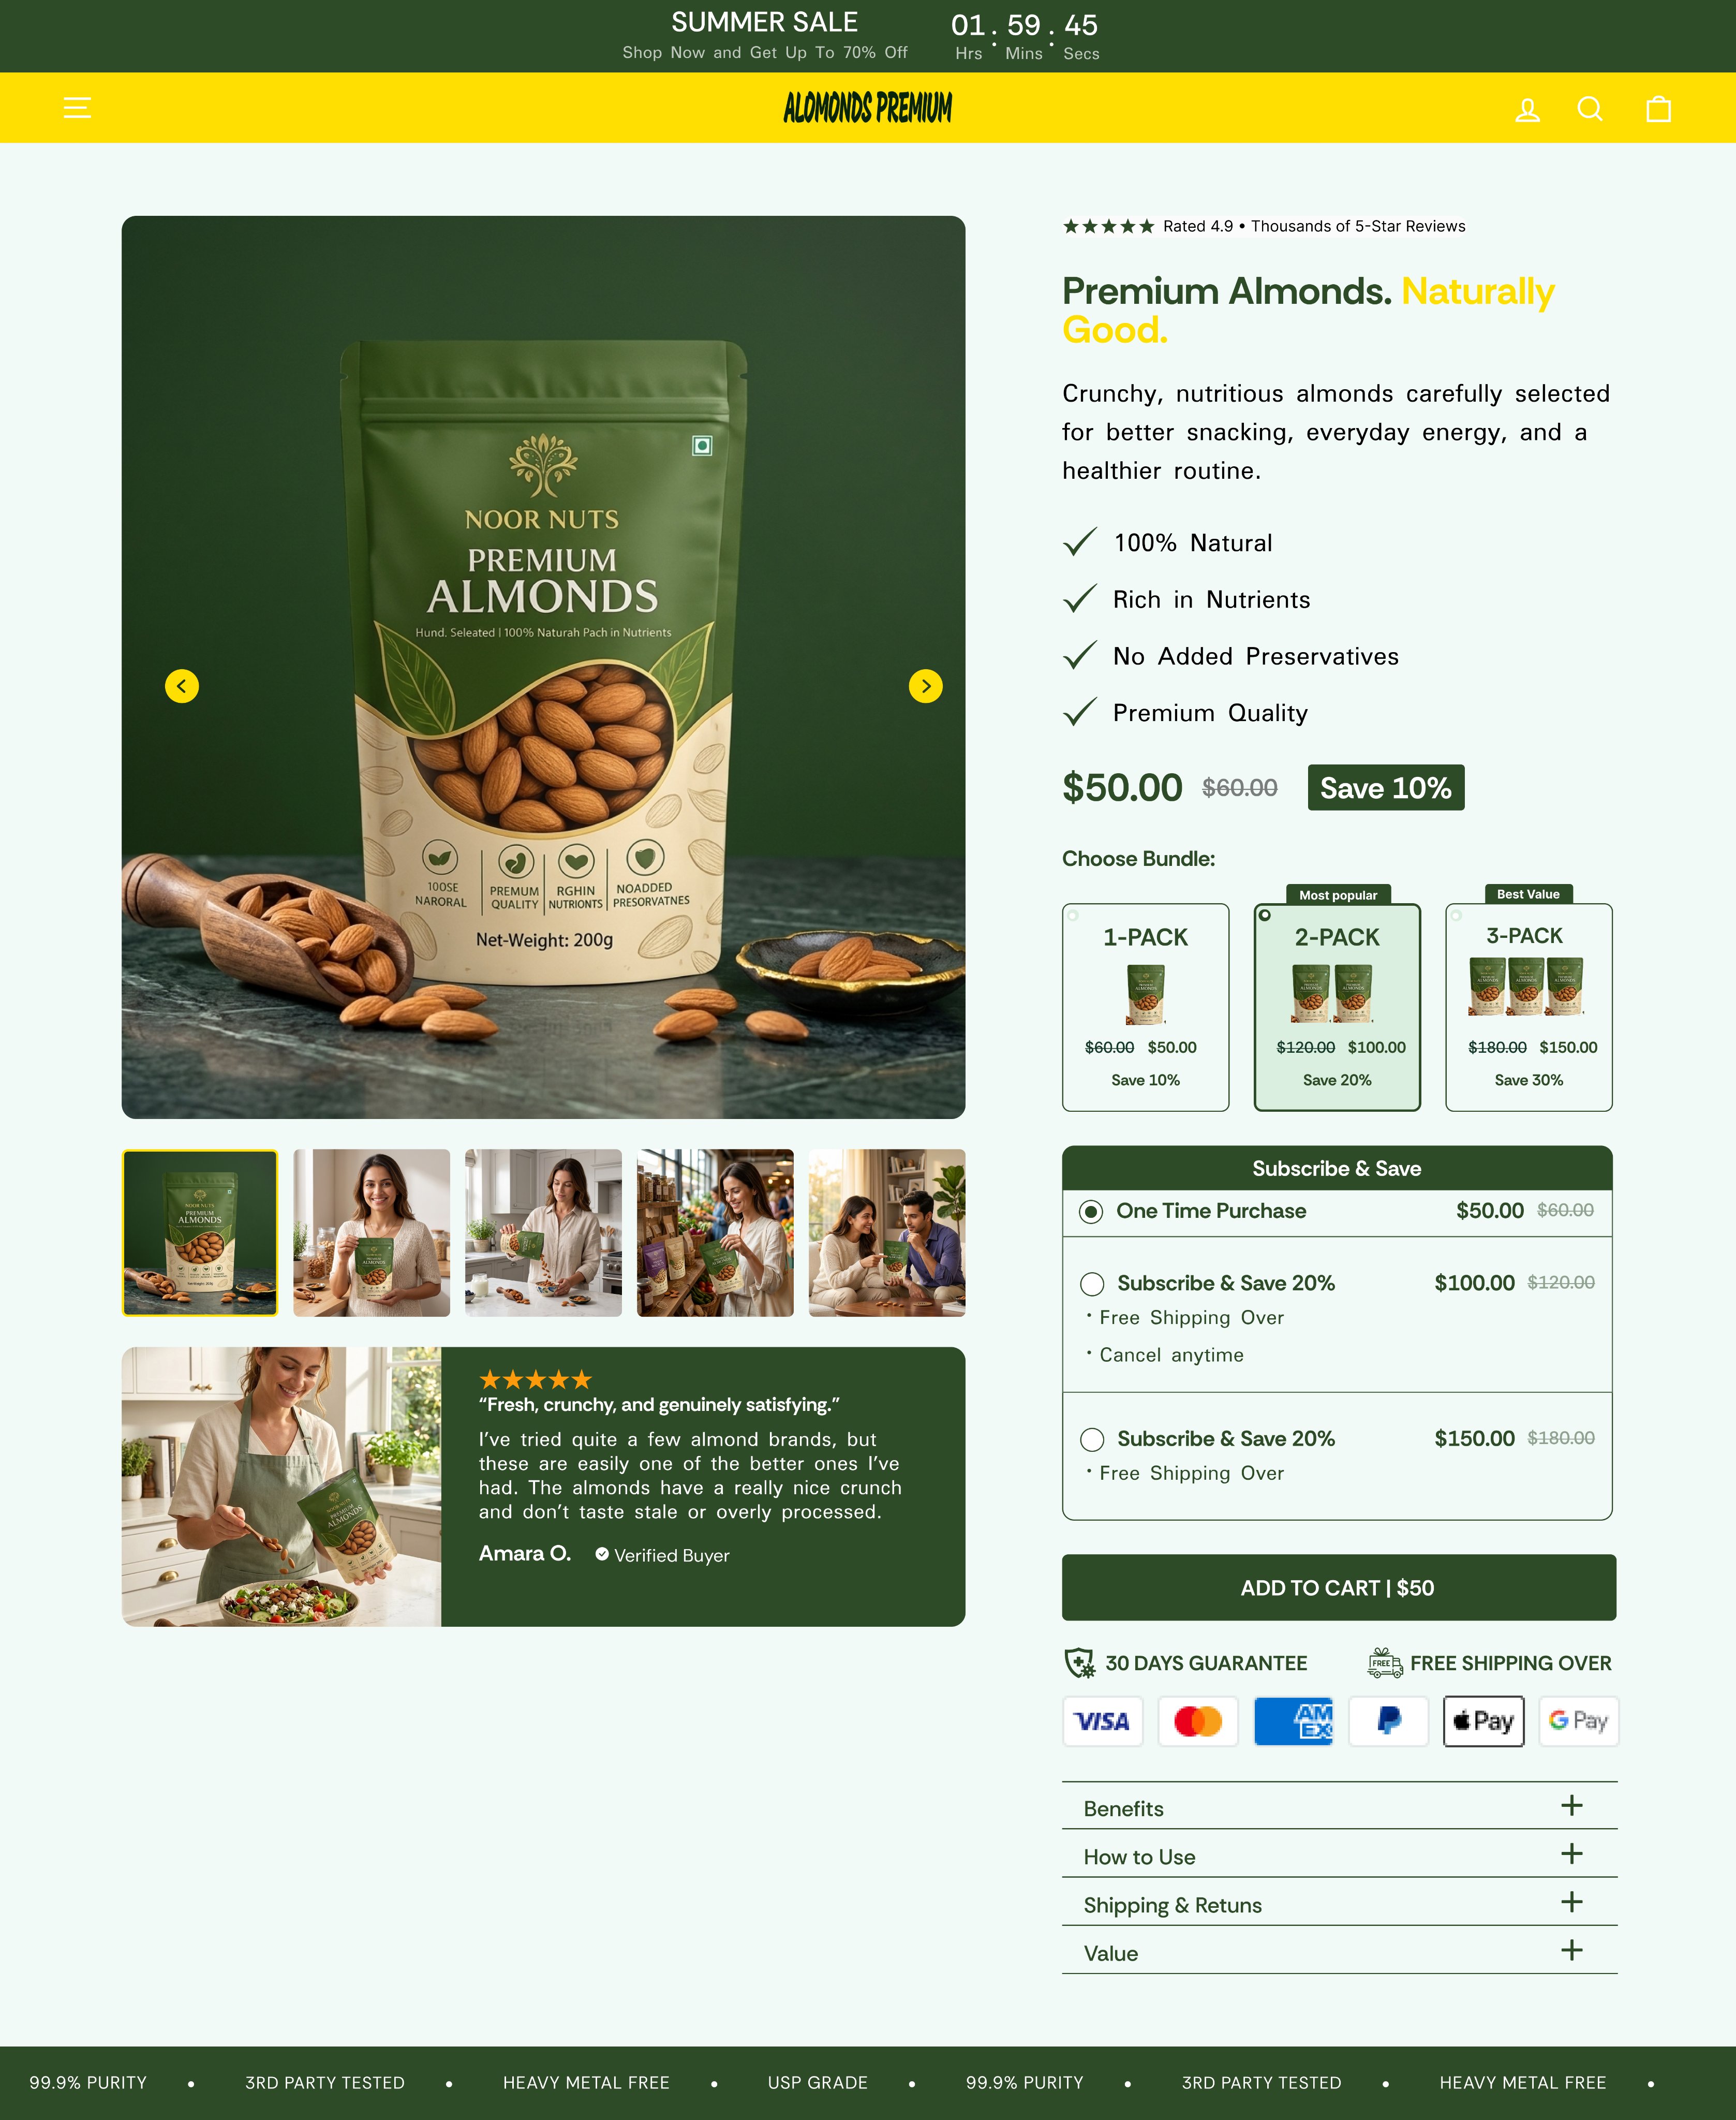 SUMMER SALE
Shop Now and Get Up To 70% Off
01 : 59 : 45
Hrs Mins Secs
ALOMONDS PREMIUM
NOOR NUTS
PREMIUM
ALMONDS
Hund. Seleated | 100% Naturah Pach in Nutrients
100SE
NARORAL
PREMUM
QUALITY
RGHIN
NUTRIONTS
NOADDED
PRESORVATNES
Net-Weight: 200g
“Fresh, crunchy, and genuinely satisfying.”
I’ve tried quite a few almond brands, but
these are easily one of the better ones I’ve
had. The almonds have a really nice crunch
and don’t taste stale or overly processed.
Amara O. Verified Buyer
Rated 4.9 • Thousands of 5-Star Reviews
Premium Almonds. Naturally
Good.
Crunchy, nutritious almonds carefully selected
for better snacking, everyday energy, and a
healthier routine.
100% Natural
Rich in Nutrients
No Added Preservatives
Premium Quality
$50.00 $60.00 Save 10%
Choose Bundle:
1-PACK
$60.00 $50.00
Save 10%
Most popular
2-PACK
$120.00 $100.00
Save 20%
Best Value
3-PACK
$180.00 $150.00
Save 30%
Subscribe & Save
One Time Purchase $50.00 $60.00
Subscribe & Save 20% $100.00 $120.00
• Free Shipping Over
• Cancel anytime
Subscribe & Save 20% $150.00 $180.00
• Free Shipping Over
ADD TO CART | $50
30 DAYS GUARANTEE
FREE
FREE SHIPPING OVER
VISA
AM
EX
Pay
G Pay
Benefits
How to Use
Shipping & Retuns
Value
99.9% PURITY • 3RD PARTY TESTED • HEAVY METAL FREE • USP GRADE • 99.9% PURITY • 3RD PARTY TESTED • HEAVY METAL FREE •